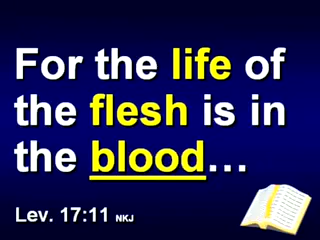 For the life of
the flesh is in
the blood…
Lev. 17:11 NKJ